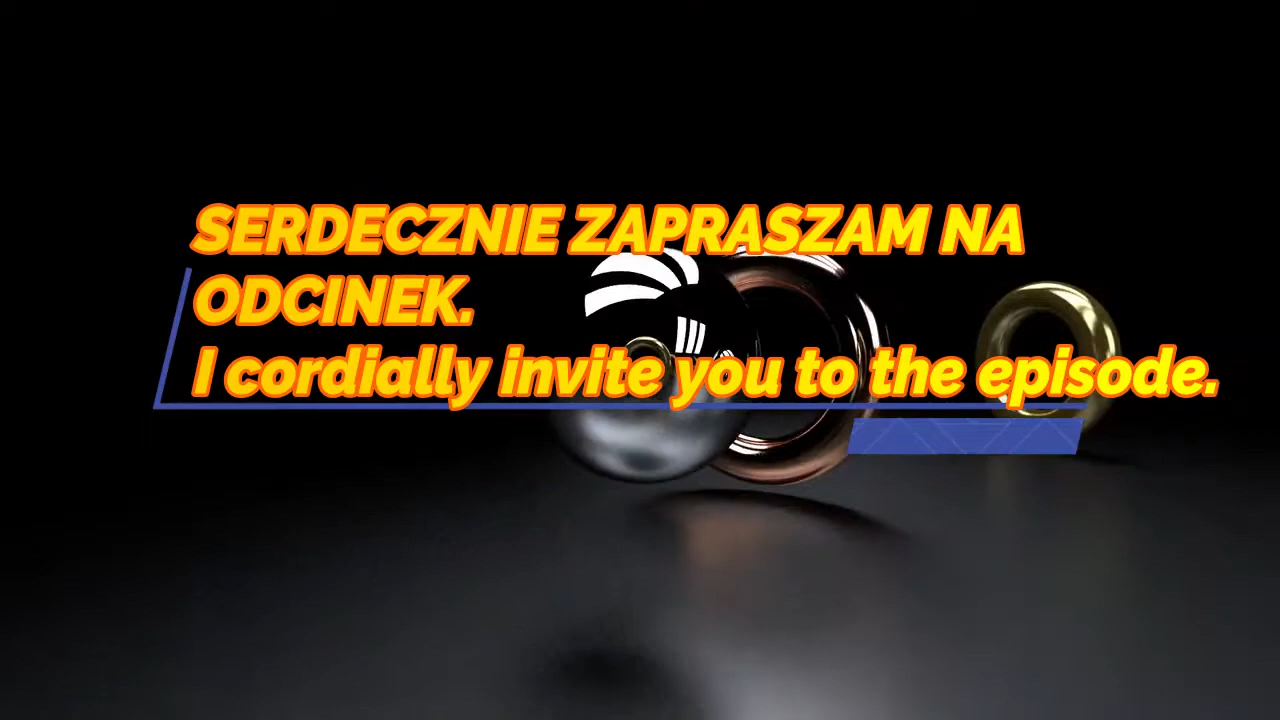 SERDECZNIE ZAPRASZAM NA
ODCINEK.
I cordially invite you to the episode.